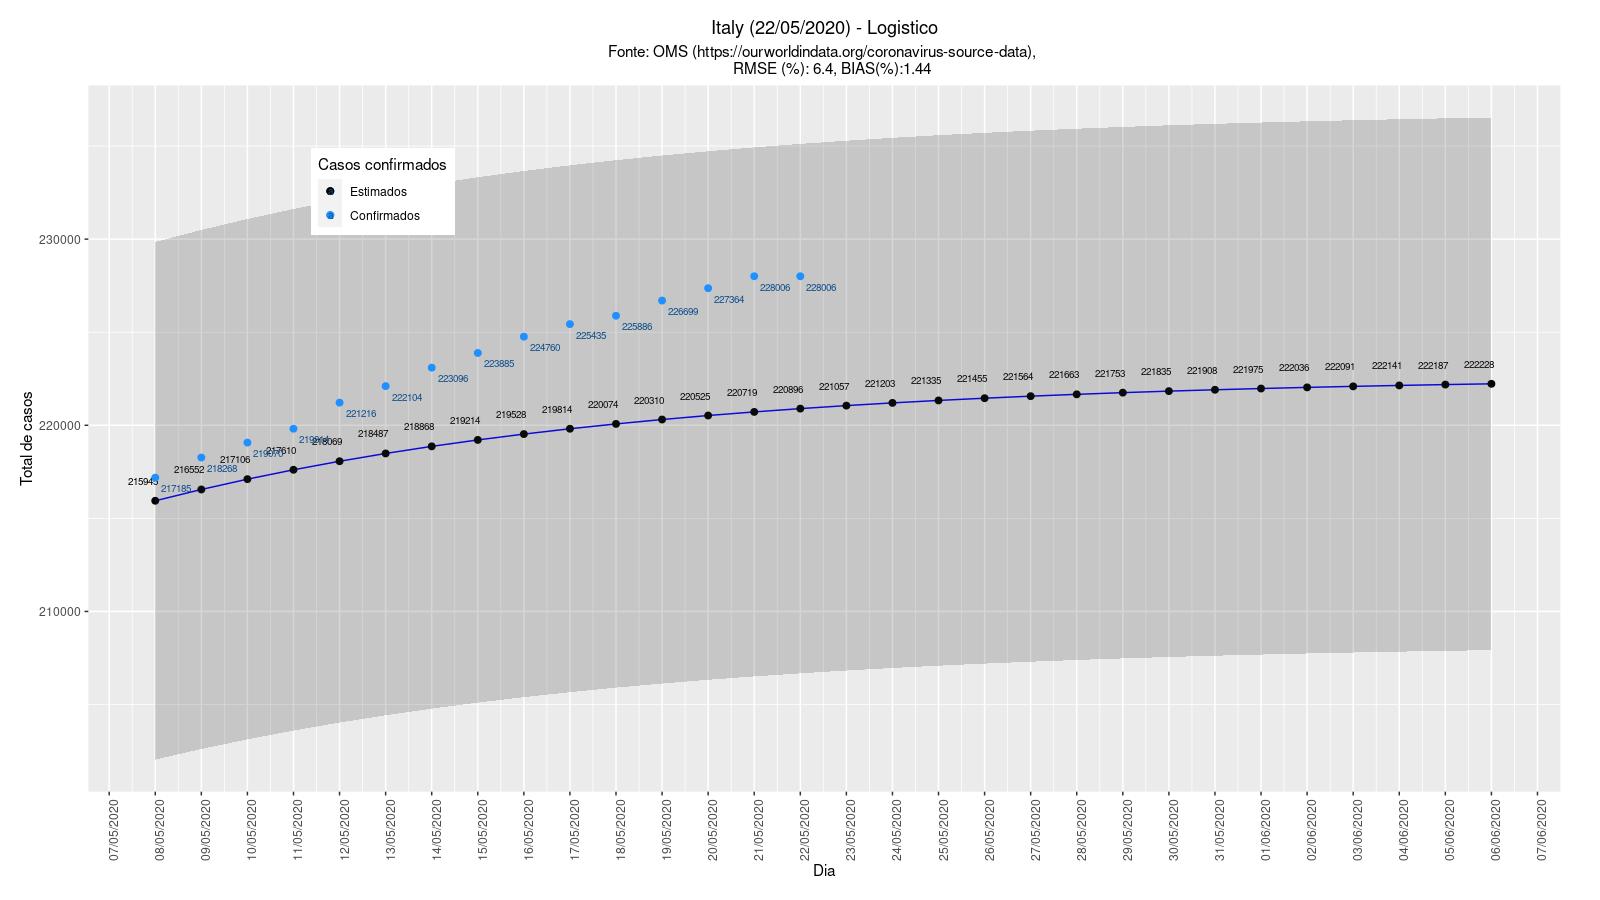 Italy (22/05/2020) - Logistico
Fonte: OMS (https://ourworldindata.org/coronavirus-source-data),
RMSE (%): 6.4, BIAS(%):1.44
Casos confirmados
Estimados
Confirmados
Total de casos
230000
220000
210000
228006 228006
227364
226699
225886
225435
224760
223885
223096
222104
221216
218268
217185
215945 216552 217106 217610 218069 218487 218868 219214 219528 219814 220074 220310 220525 220719 220896 221057 221203 221335 221455 221564 221663 221753 221835 221908 221975 222036 222091 222141 222187 222228
07/05/2020 08/05/2020 09/05/2020 10/05/2020 11/05/2020 12/05/2020 13/05/2020 14/05/2020 15/05/2020 16/05/2020 17/05/2020 18/05/2020 19/05/2020 20/05/2020 21/05/2020 22/05/2020 23/05/2020 24/05/2020 25/05/2020 26/05/2020 27/05/2020 28/05/2020 29/05/2020 30/05/2020 31/05/2020 01/06/2020 02/06/2020 03/06/2020 04/06/2020 05/06/2020 06/06/2020 07/06/2020
Dia